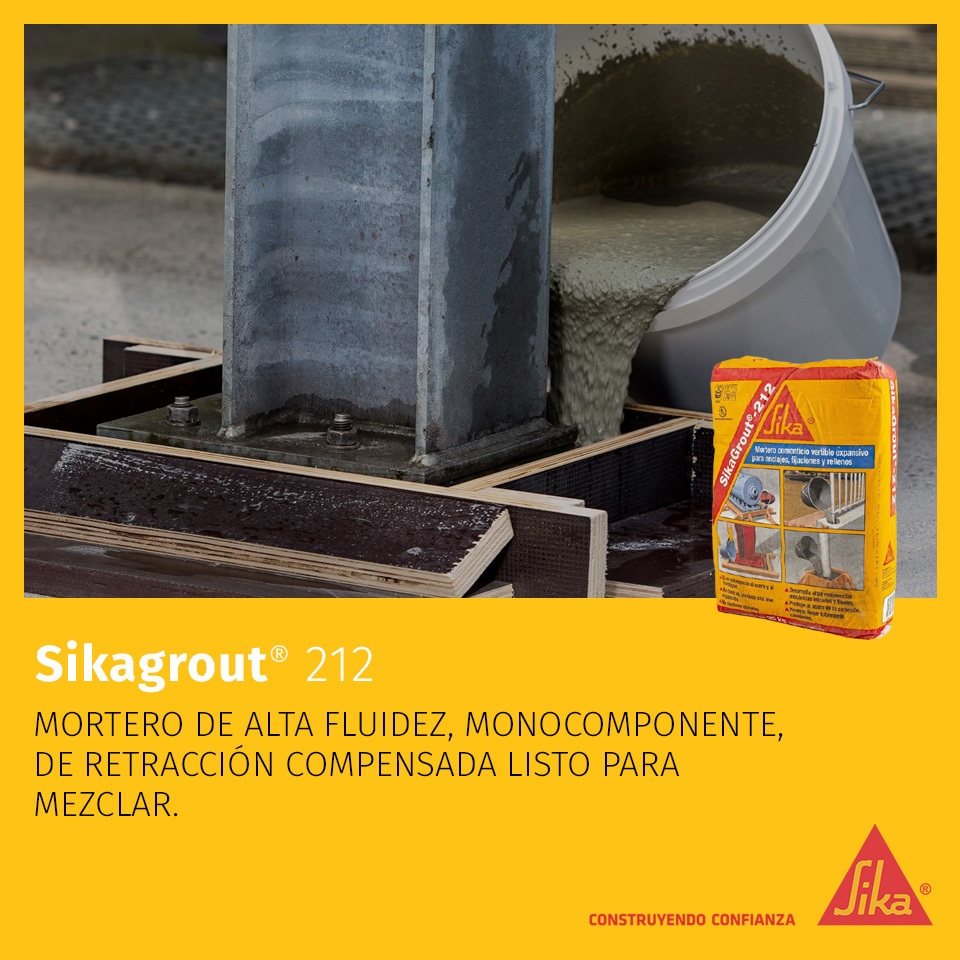 SikaGrout®-212
Sika
Mortero cementicio vertible expansivo
para anclajes, fijaciones y rellenos
Sikagrout® 212
MORTERO DE ALTA FLUIDEZ, MONOCOMPONENTE,
DE RETRACCIÓN COMPENSADA LISTO PARA
MEZCLAR.
CONSTRUYENDO CONFIANZA
Sika®